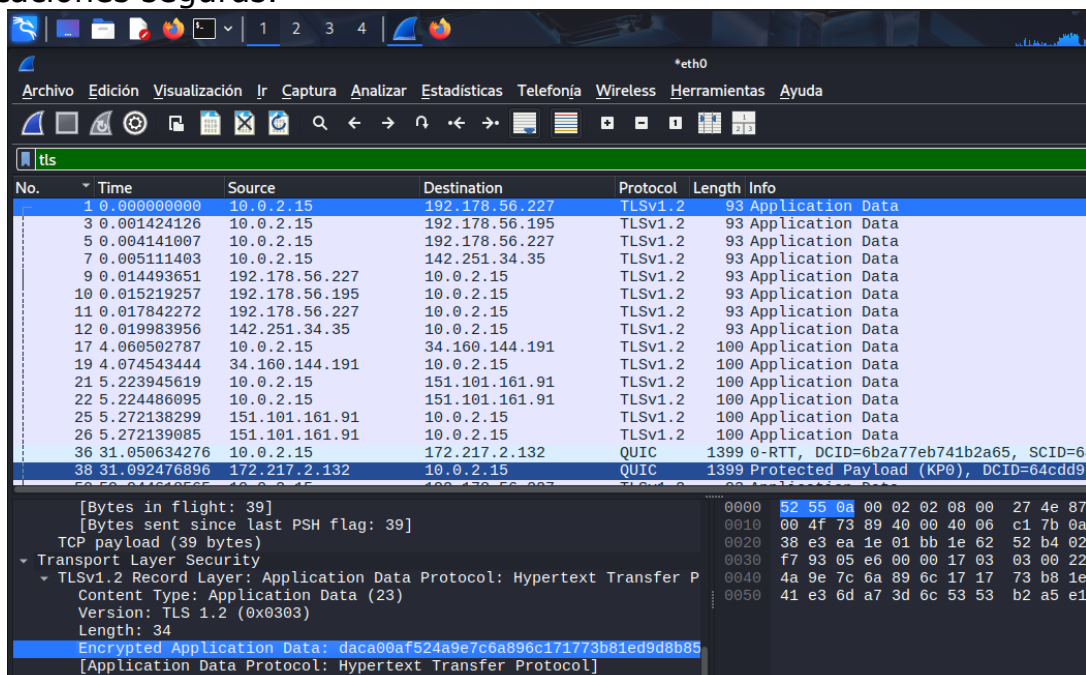 caciones seguras.
1 2 3 4
*eth0
Archivo Edición Visualización Ir Captura Analizar Estadísticas Telefonía Wireless Herramientas Ayuda
tls
No. Time Source Destination Protocol Length Info
1 0.000000000 10.0.2.15 192.178.56.227 TLSv1.2 93 Application Data
3 0.001424126 10.0.2.15 192.178.56.195 TLSv1.2 93 Application Data
5 0.004141007 10.0.2.15 192.178.56.227 TLSv1.2 93 Application Data
7 0.005111403 10.0.2.15 142.251.34.35 TLSv1.2 93 Application Data
9 0.014493651 192.178.56.227 10.0.2.15 TLSv1.2 93 Application Data
10 0.015219257 192.178.56.195 10.0.2.15 TLSv1.2 93 Application Data
11 0.017842272 192.178.56.227 10.0.2.15 TLSv1.2 93 Application Data
12 0.019983956 142.251.34.35 10.0.2.15 TLSv1.2 93 Application Data
17 4.060502787 10.0.2.15 34.160.144.191 TLSv1.2 100 Application Data
19 4.074543444 34.160.144.191 10.0.2.15 TLSv1.2 100 Application Data
21 5.223945619 10.0.2.15 151.101.161.91 TLSv1.2 100 Application Data
22 5.224486095 10.0.2.15 151.101.161.91 TLSv1.2 100 Application Data
25 5.272138299 151.101.161.91 10.0.2.15 TLSv1.2 100 Application Data
26 5.272139085 151.101.161.91 10.0.2.15 TLSv1.2 100 Application Data
36 31.050634276 10.0.2.15 172.217.2.132 QUIC 1399 0-RTT, DCID=6b2a77eb741b2a65, SCID=6
38 31.092476896 172.217.2.132 10.0.2.15 QUIC 1399 Protected Payload (KP0), DCID=64cdd9
[Bytes in flight: 39]
[Bytes sent since last PSH flag: 39]
TCP payload (39 bytes)
Transport Layer Security
TLSv1.2 Record Layer: Application Data Protocol: Hypertext Transfer P
Content Type: Application Data (23)
Version: TLS 1.2 (0x0303)
Length: 34
Encrypted Application Data: daca00af524a9e7c6a896c171773b81ed9d8b85
[Application Data Protocol: Hypertext Transfer Protocol]
0000 52 55 0a 00 02 02 08 00 27 4e 87
0010 00 4f 73 89 40 00 40 06 c1 7b 0a
0020 38 e3 ea 1e 01 bb 1e 62 52 b4 02
0030 f7 93 05 e6 00 00 17 03 03 00 22
0040 4a 9e 7c 6a 89 6c 17 17 73 b8 1e
0050 41 e3 6d a7 3d 6c 53 53 b2 a5 e1